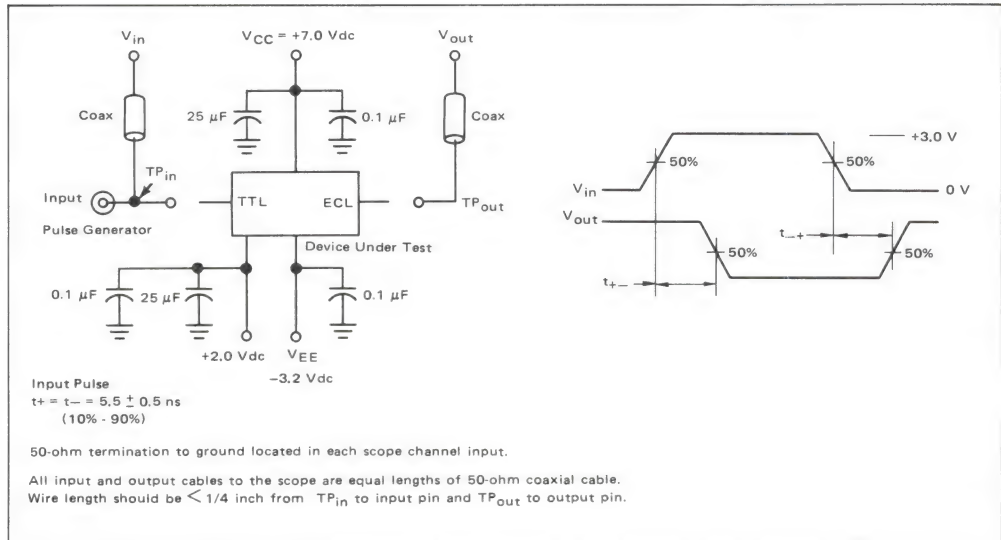 Vin
VCC = +7.0 Vdc
Vout
Coax
25 µF
0.1 µF
Coax
TPin
Input
Pulse Generator
TTL
ECL
TPout
Device Under Test
0.1 µF
25 µF
0.1 µF
+2.0 Vdc
VEE
−3.2 Vdc
+3.0 V
50%
50%
Vin
0 V
Vout
t−+
50%
50%
t+−
Input Pulse
t+ = t− = 5.5 ± 0.5 ns
(10% - 90%)
50-ohm termination to ground located in each scope channel input.
All input and output cables to the scope are equal lengths of 50-ohm coaxial cable.
Wire length should be < 1/4 inch from TPin to input pin and TPout to output pin.